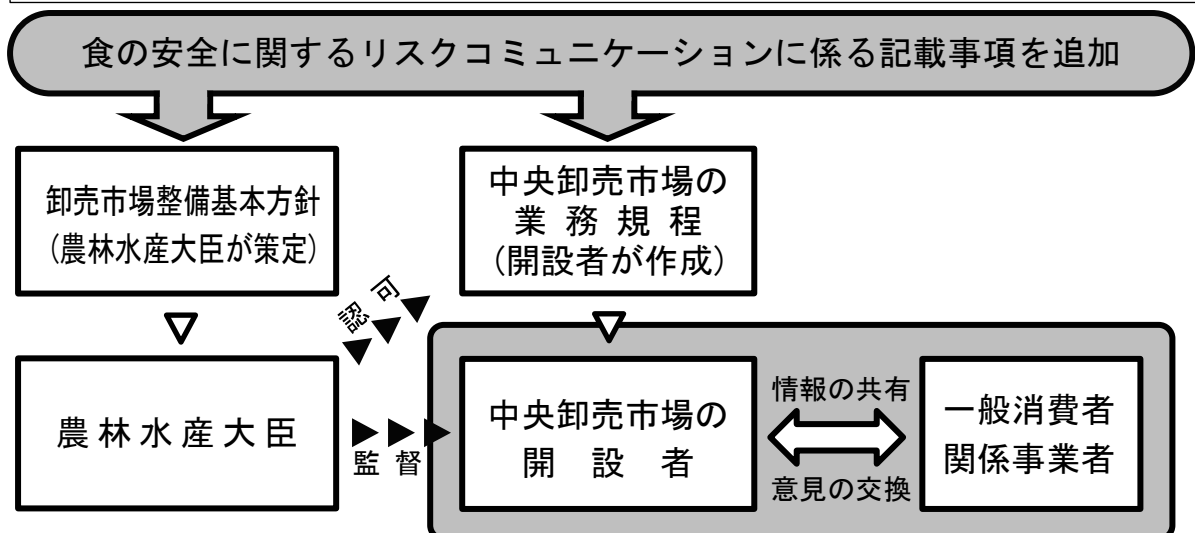 食の安全に関するリスクコミュニケーションに係る記載事項を追加
卸売市場整備基本方針
(農林水産大臣が策定)
中央卸売市場の
業務規程
(開設者が作成)
認可
農林水産大臣
監督
中央卸売市場の
開設者
情報の共有
意見の交換
一般消費者
関係事業者